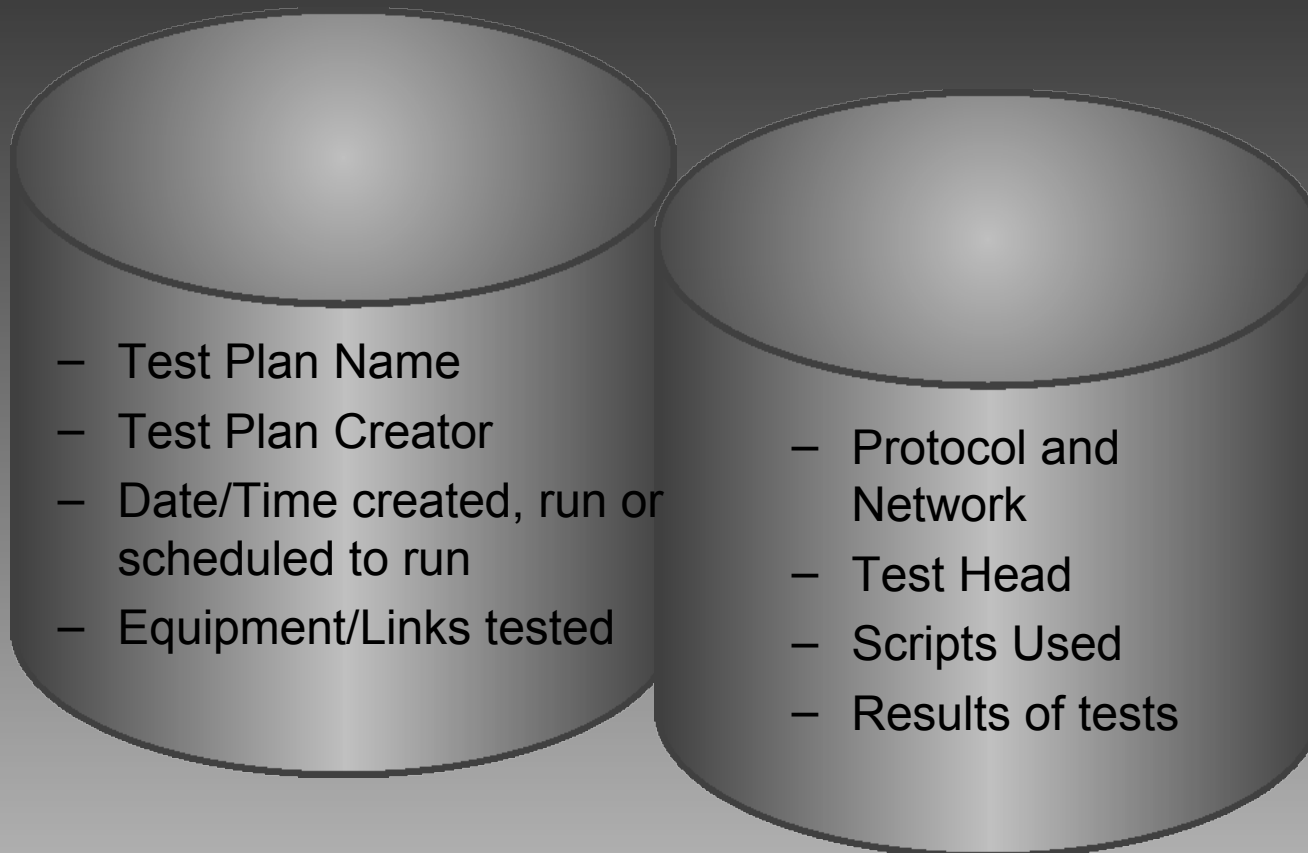 – Test Plan Name
– Test Plan Creator
– Date/Time created, run or
scheduled to run
– Equipment/Links tested
– Protocol and
Network
– Test Head
– Scripts Used
– Results of tests